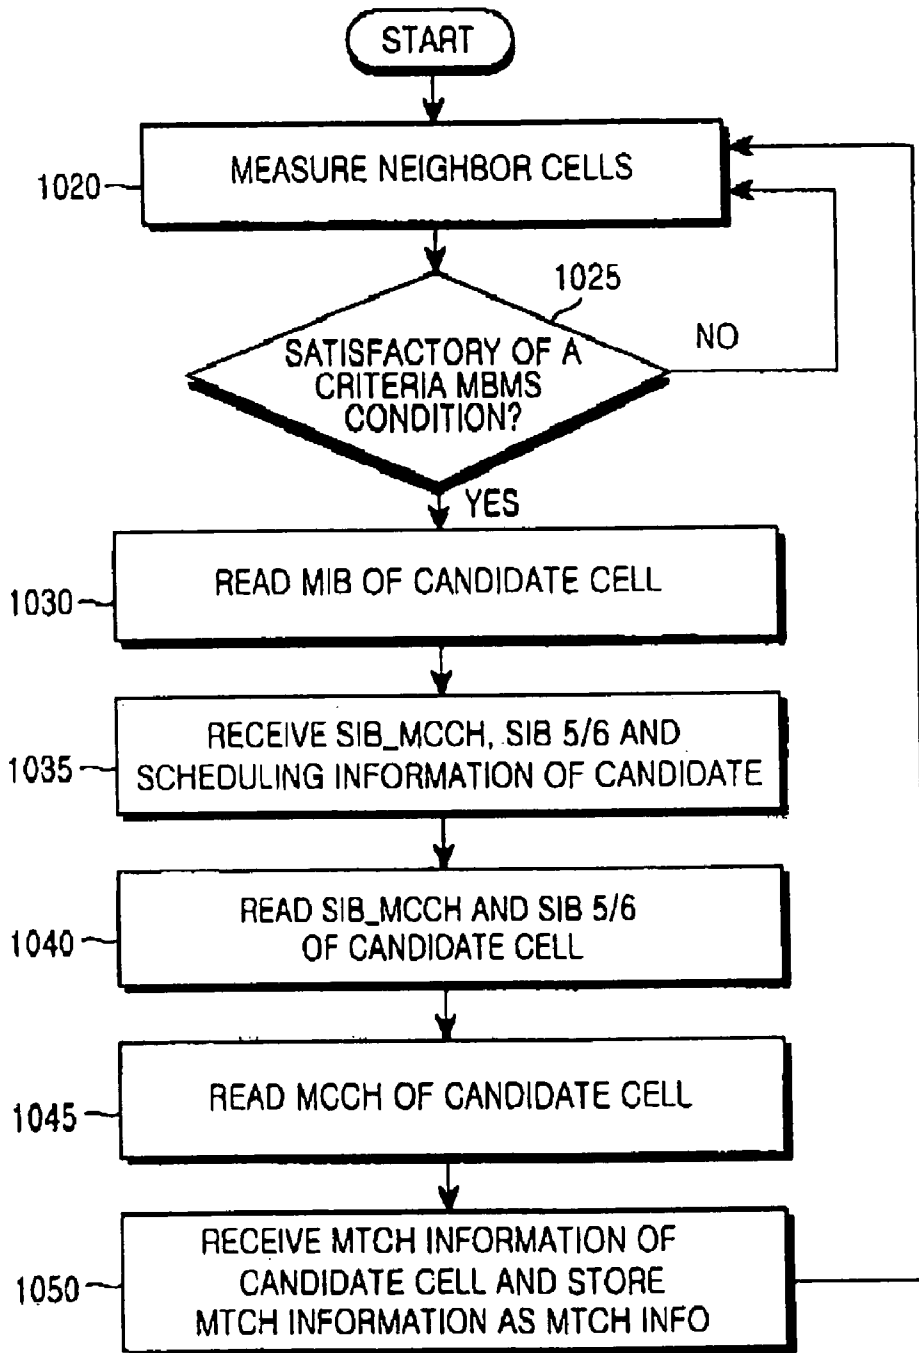 START
MEASURE NEIGHBOR CELLS
1020
1025
SATISFACTORY OF A
CRITERIA MBMS
CONDITION?
NO
YES
READ MIB OF CANDIDATE CELL
1030
RECEIVE SIB_MCCH, SIB 5/6 AND
SCHEDULING INFORMATION OF CANDIDATE
1035
READ SIB_MCCH AND SIB 5/6
OF CANDIDATE CELL
1040
READ MCCH OF CANDIDATE CELL
1045
RECEIVE MTCH INFORMATION OF
CANDIDATE CELL AND STORE
MTCH INFORMATION AS MTCH INFO
1050